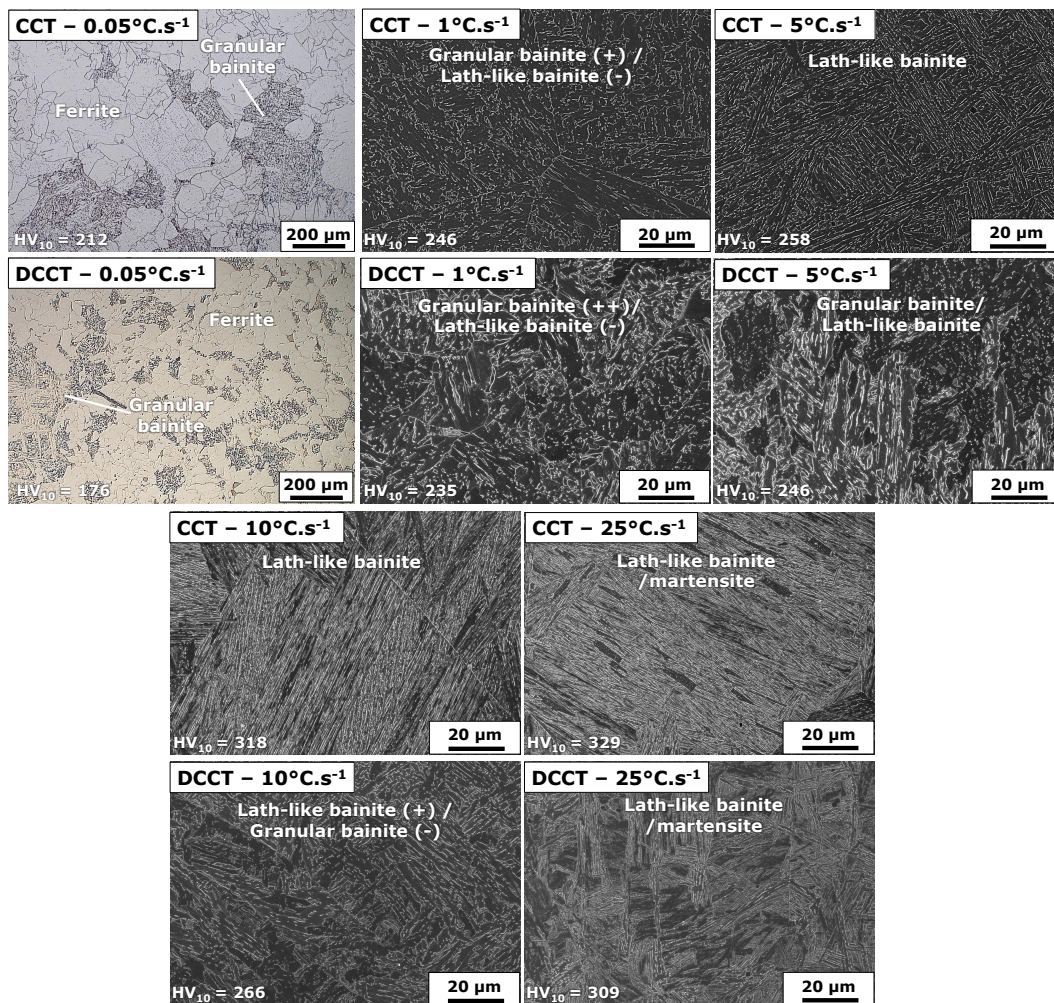 CCT – 0.05°C.s⁻¹
Granular
bainite
Ferrite
HV₁₀ = 212
200 µm
CCT – 1°C.s⁻¹
Granular bainite (+) /
Lath-like bainite (-)
HV₁₀ = 246
20 µm
CCT – 5°C.s⁻¹
Lath-like bainite
HV₁₀ = 258
20 µm
DCCT – 0.05°C.s⁻¹
Ferrite
Granular
bainite
HV₁₀ = 176
200 µm
DCCT – 1°C.s⁻¹
Granular bainite (++)/
Lath-like bainite (-)
HV₁₀ = 235
20 µm
DCCT – 5°C.s⁻¹
Granular bainite/
Lath-like bainite
HV₁₀ = 246
20 µm
CCT – 10°C.s⁻¹
Lath-like bainite
HV₁₀ = 318
20 µm
CCT – 25°C.s⁻¹
Lath-like bainite
/martensite
HV₁₀ = 329
20 µm
DCCT – 10°C.s⁻¹
Lath-like bainite (+) /
Granular bainite (-)
HV₁₀ = 266
20 µm
DCCT – 25°C.s⁻¹
Lath-like bainite
/martensite
HV₁₀ = 309
20 µm